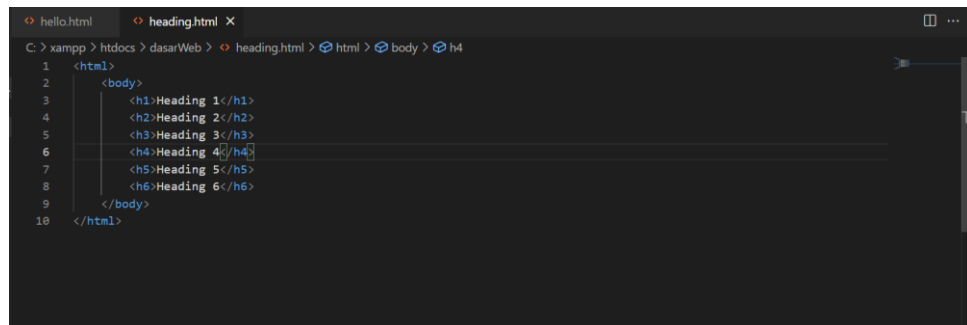 hello.html heading.html
C: > xampp > htdocs > dasarWeb > heading.html > html > body > h4
1 <html>
2 <body>
3 <h1>Heading 1</h1>
4 <h2>Heading 2</h2>
5 <h3>Heading 3</h3>
6 <h4>Heading 4</h4>
7 <h5>Heading 5</h5>
8 <h6>Heading 6</h6>
9 </body>
10 </html>